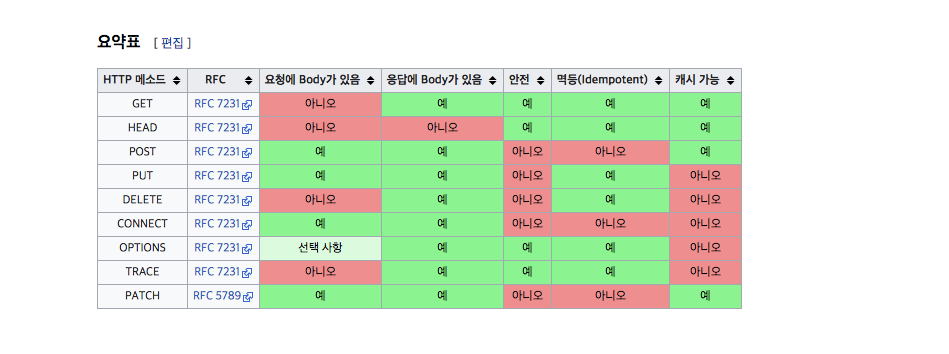 요약표 [ 편집 ]
HTTP 메소드 RFC 요청에 Body가 있음 응답에 Body가 있음 안전 멱등(Idempotent) 캐시 가능
GET RFC 7231 아니오 예 예 예 예
HEAD RFC 7231 아니오 아니오 예 예 예
POST RFC 7231 예 예 아니오 아니오 예
PUT RFC 7231 예 예 아니오 예 아니오
DELETE RFC 7231 아니오 예 아니오 예 아니오
CONNECT RFC 7231 예 예 아니오 아니오 아니오
OPTIONS RFC 7231 선택 사항 예 예 예 아니오
TRACE RFC 7231 아니오 예 예 예 아니오
PATCH RFC 5789 예 예 아니오 아니오 예